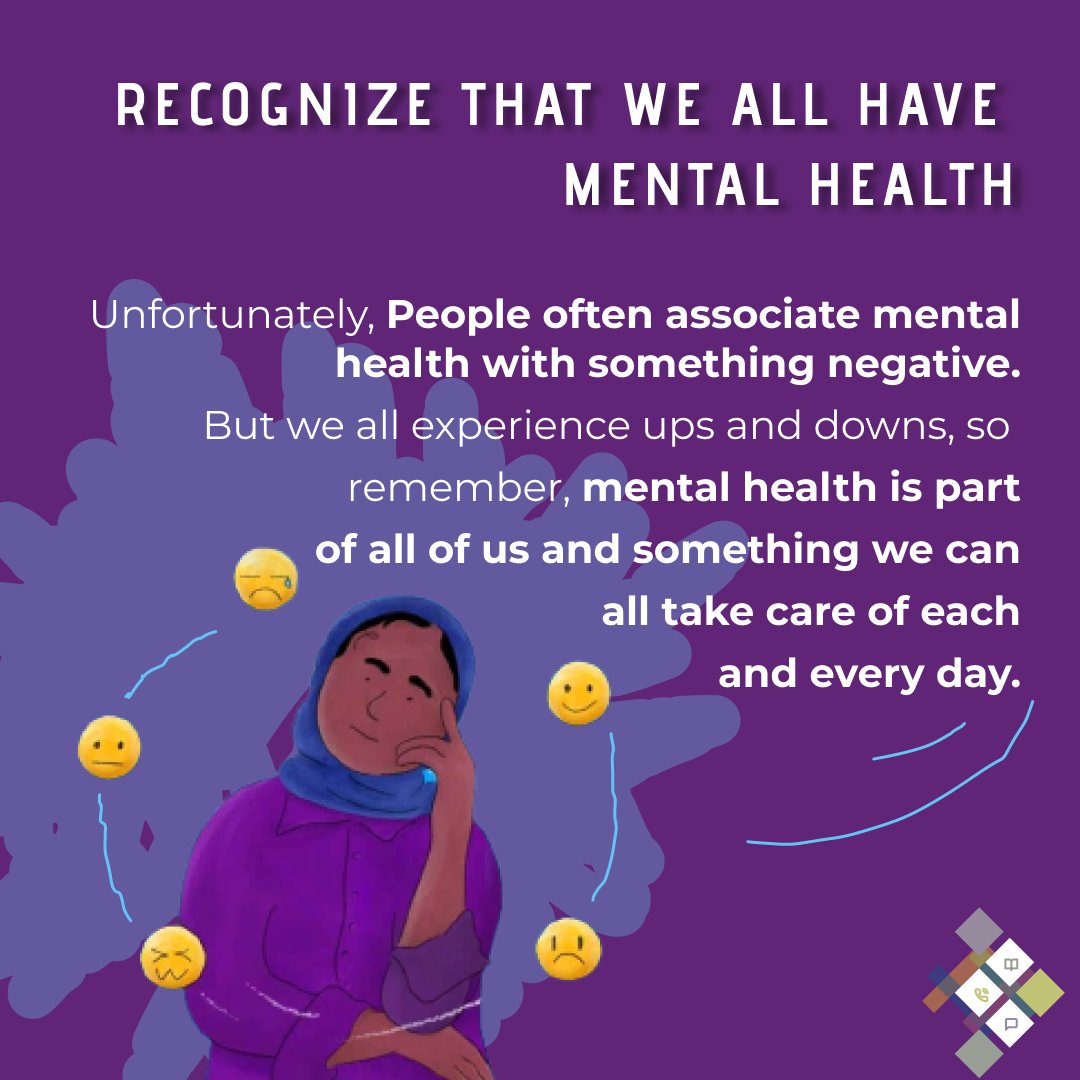 RECOGNIZE THAT WE ALL HAVE
MENTAL HEALTH
Unfortunately, People often associate mental
health with something negative.
But we all experience ups and downs, so
remember, mental health is part
of all of us and something we can
all take care of each
and every day.